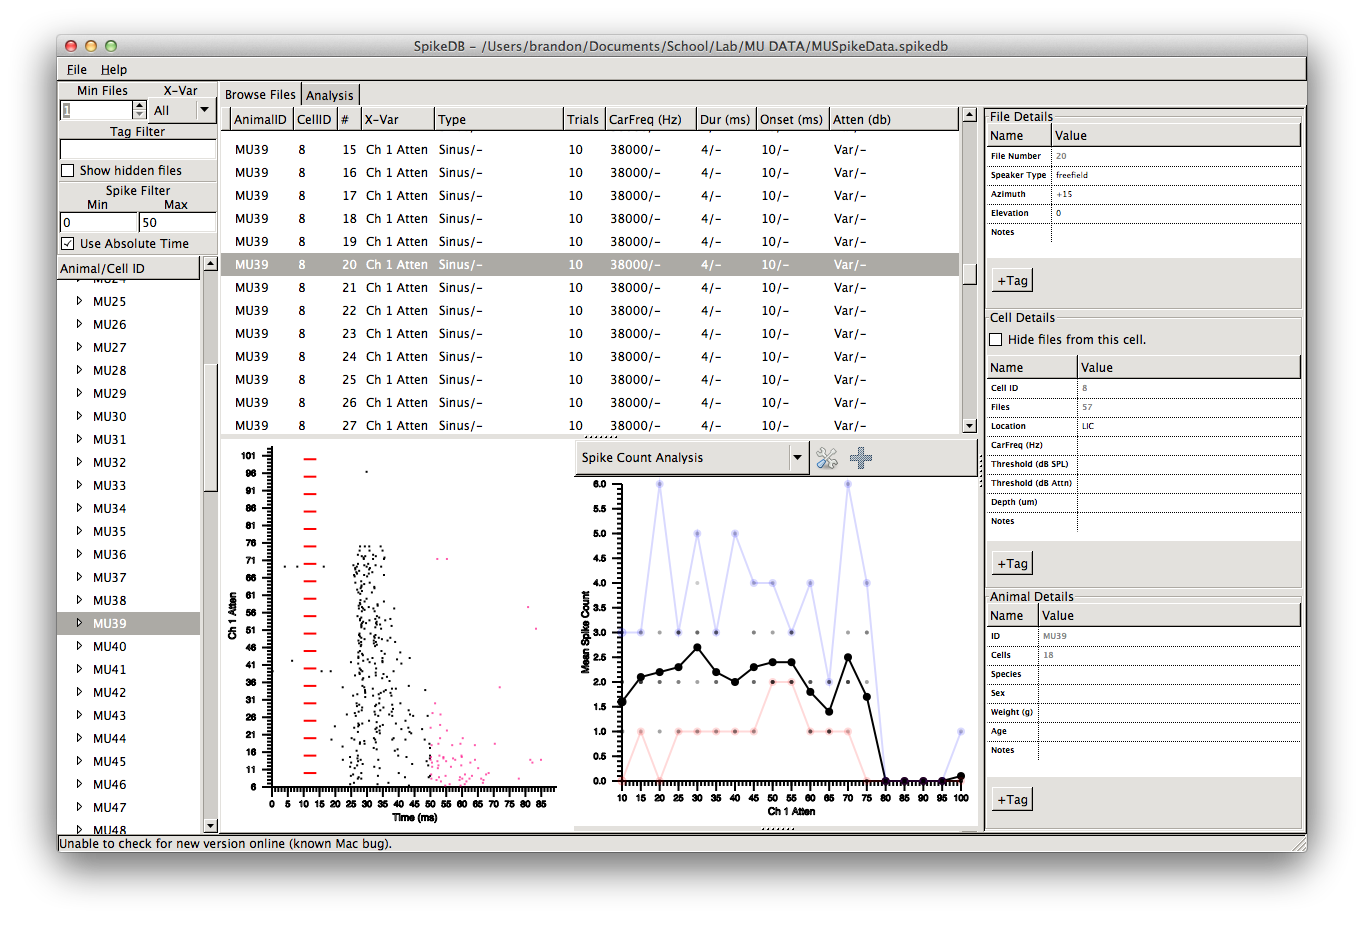 SpikeDB – /Users/brandon/Documents/School/Lab/MU DATA/MUSpikeData.spikedb
File Help
Min Files X-Var
1 All
Tag Filter
Show hidden files
Spike Filter
Min Max
0 50
Use Absolute Time
Animal/Cell ID
MU24
MU25
MU26
MU27
MU28
MU29
MU30
MU31
MU32
MU33
MU34
MU35
MU36
MU37
MU38
MU39
MU40
MU41
MU42
MU43
MU44
MU45
MU46
MU47
MU48
Browse Files Analysis
AnimalID CellID # X-Var Type Trials CarFreq (Hz) Dur (ms) Onset (ms) Atten (db)
MU39 8 15 Ch 1 Atten Sinus/- 10 38000/- 4/- 10/- Var/-
MU39 8 16 Ch 1 Atten Sinus/- 10 38000/- 4/- 10/- Var/-
MU39 8 17 Ch 1 Atten Sinus/- 10 38000/- 4/- 10/- Var/-
MU39 8 18 Ch 1 Atten Sinus/- 10 38000/- 4/- 10/- Var/-
MU39 8 19 Ch 1 Atten Sinus/- 10 38000/- 4/- 10/- Var/-
MU39 8 20 Ch 1 Atten Sinus/- 10 38000/- 4/- 10/- Var/-
MU39 8 21 Ch 1 Atten Sinus/- 10 38000/- 4/- 10/- Var/-
MU39 8 22 Ch 1 Atten Sinus/- 10 38000/- 4/- 10/- Var/-
MU39 8 23 Ch 1 Atten Sinus/- 10 38000/- 4/- 10/- Var/-
MU39 8 24 Ch 1 Atten Sinus/- 10 38000/- 4/- 10/- Var/-
MU39 8 25 Ch 1 Atten Sinus/- 10 38000/- 4/- 10/- Var/-
MU39 8 26 Ch 1 Atten Sinus/- 10 38000/- 4/- 10/- Var/-
MU39 8 27 Ch 1 Atten Sinus/- 10 38000/- 4/- 10/- Var/-
101
96
91
86
81
76
71
66
61
56
51
46
41
36
31
26
21
16
11
6
Ch 1 Atten
0 5 10 15 20 25 30 35 40 45 50 55 60 65 70 75 80 85
Time (ms)
Spike Count Analysis
6.0
5.5
5.0
4.5
4.0
3.5
3.0
2.5
2.0
1.5
1.0
0.5
0.0
Mean Spike Count
10 15 20 25 30 35 40 45 50 55 60 65 70 75 80 85 90 95 100
Ch 1 Atten
File Details
Name Value
File Number 20
Speaker Type freefield
Azimuth +15
Elevation 0
Notes
+Tag
Cell Details
Hide files from this cell.
Name Value
Cell ID 8
Files 57
Location LIC
CarFreq (Hz)
Threshold (dB SPL)
Threshold (dB Attn)
Depth (um)
Notes
+Tag
Animal Details
Name Value
ID MU39
Cells 18
Species
Sex
Weight (g)
Age
Notes
+Tag
Unable to check for new version online (known Mac bug).